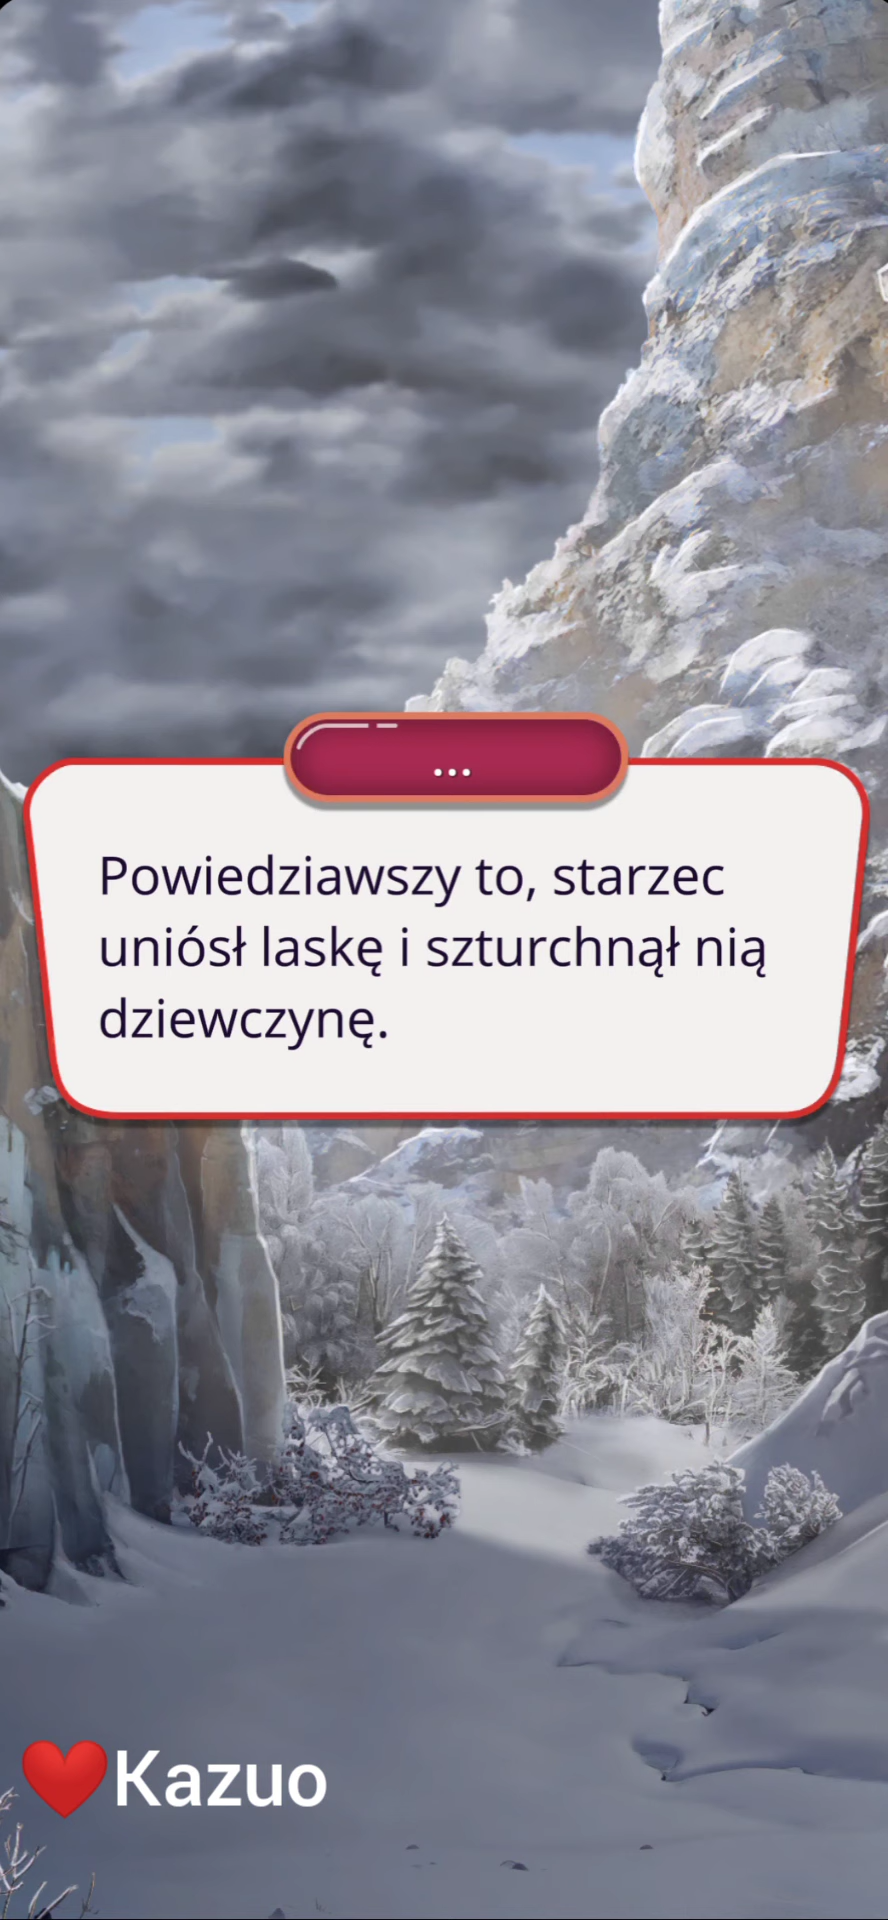 ...
Powiedziawszy to, starzec
uniósł laskę i szturchnął nią
dziewczynę.
❤️Kazuo